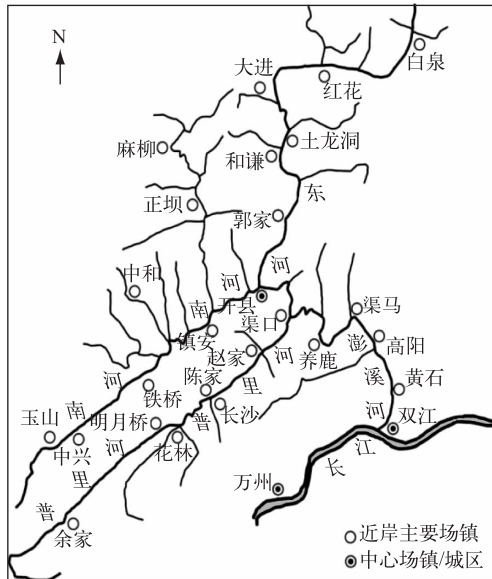 N
白泉
大进
红花
土龙洞
麻柳
和谦
东
正坝
郭家
河
中和
河
南
开县
渠口
渠马
镇安
赵家
河
养鹿
澎
高阳
河
铁桥
陈家
里
溪
黄石
南
长沙
普
河
双江
玉山
明月桥
中兴
河
花林
里
江
长
万州
普
余家
近岸主要场镇
中心场镇/城区